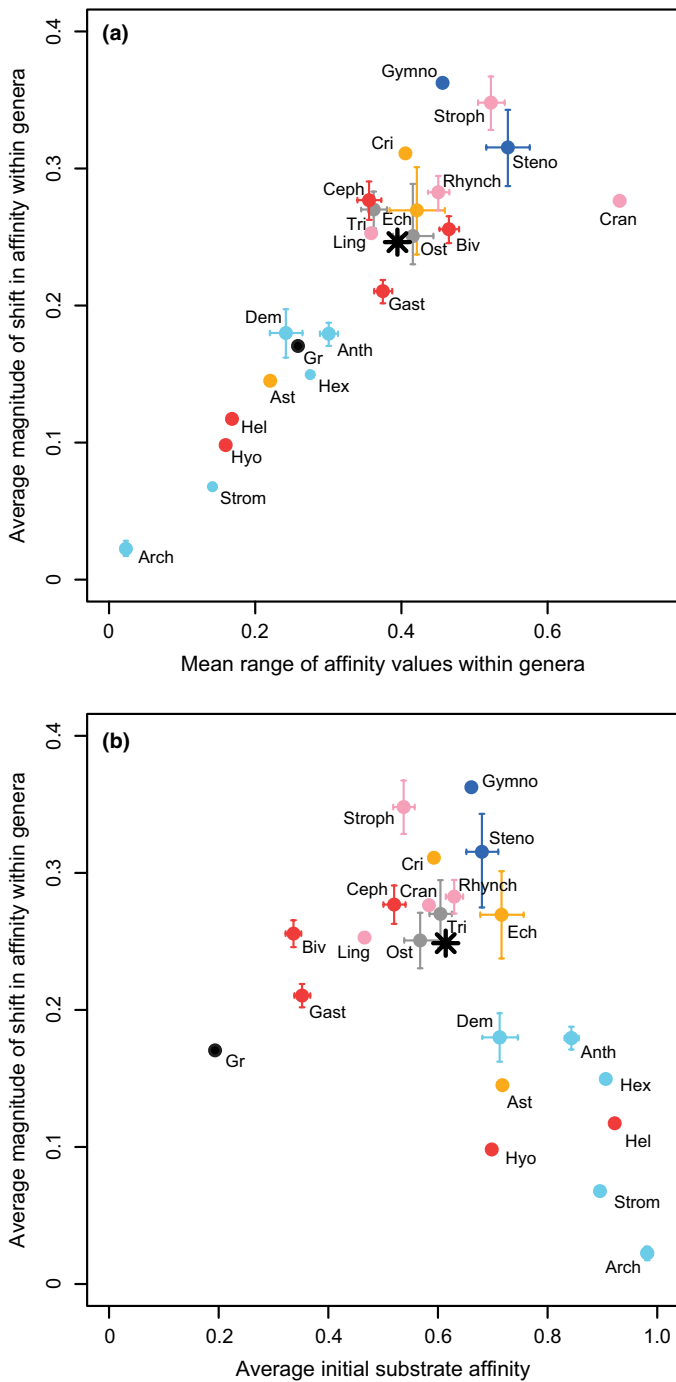 (a)
Average magnitude of shift in affinity within genera
0.4
0.3
0.2
0.1
0
Gymno
Stroph
Steno
Cri
Rhynch
Ceph
Cran
Tri
Ech
Ling
Ost
Biv
Gast
Dem
Anth
Gr
Hex
Ast
Hel
Hyo
Strom
Arch
0
0.2
0.4
0.6
Mean range of affinity values within genera
(b)
Average magnitude of shift in affinity within genera
0.4
0.3
0.2
0.1
0
Gymno
Stroph
Steno
Cri
Ceph
Cran
Rhynch
Tri
Ech
Biv
Ling
Ost
Gast
Dem
Anth
Gr
Hex
Ast
Hel
Hyo
Strom
Arch
0
0.2
0.4
0.6
0.8
1.0
Average initial substrate affinity